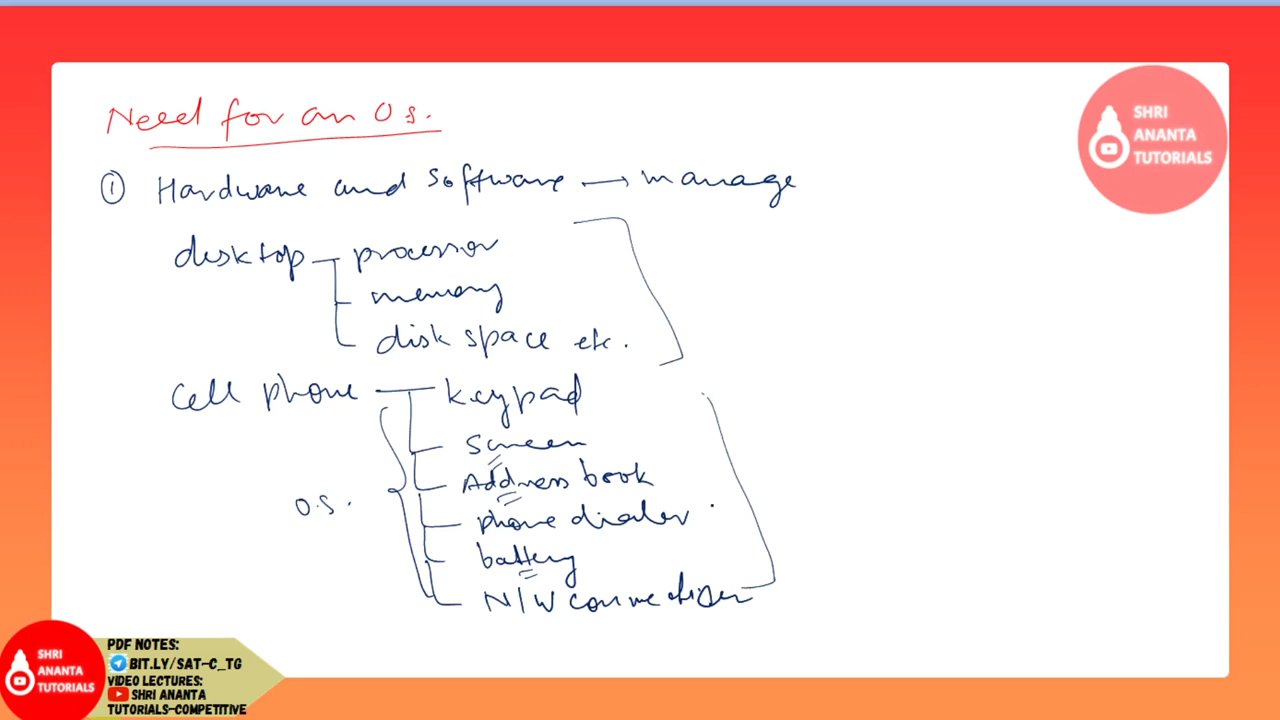 Need for an Os.
① Hardware and Software → manage
desktop - processor
- memory
- disk space etc.
Cell phone - keypad
- Screen
- Address book
O.S.
- phone dialer
- battery
- N/W connection
SHRI
ANANTA
TUTORIALS
SHRI
ANANTA
TUTORIALS
PDF NOTES:
BIT.LY/SAT-C_TG
VIDEO LECTURES:
SHRI ANANTA
TUTORIALS-COMPETITIVE